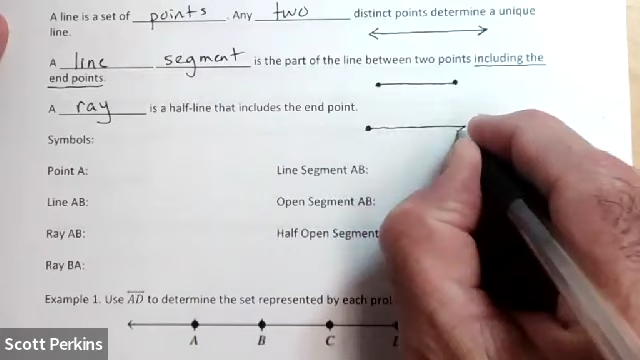 A line is a set of points. Any two distinct points determine a unique
line.
A line segment is the part of the line between two points including the
end points.
A ray is a half-line that includes the end point.
Symbols:
Point A: Line Segment AB:
Line AB: Open Segment AB:
Ray AB: Half Open Segment
Ray BA:
Example 1. Use AD to determine the set represented by each
A B C
Scott Perkins